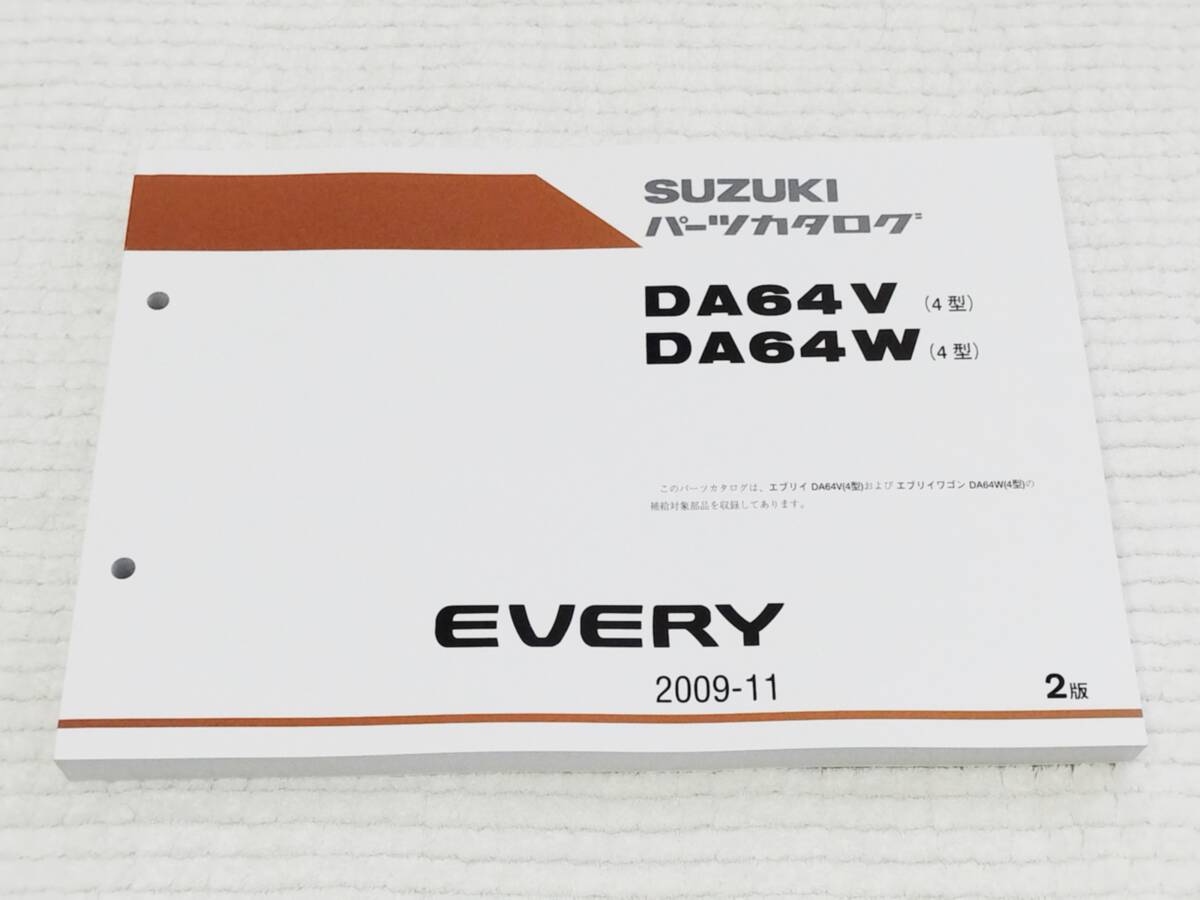 SUZUKI
パーツカタログ
DA64V (4型)
DA64W (4型)
このパーツカタログは、エブリイ DA64V(4型)および エブリイワゴン DA64W(4型)の
補給対象部品を収録してあります。
EVERY
2009-11
2版